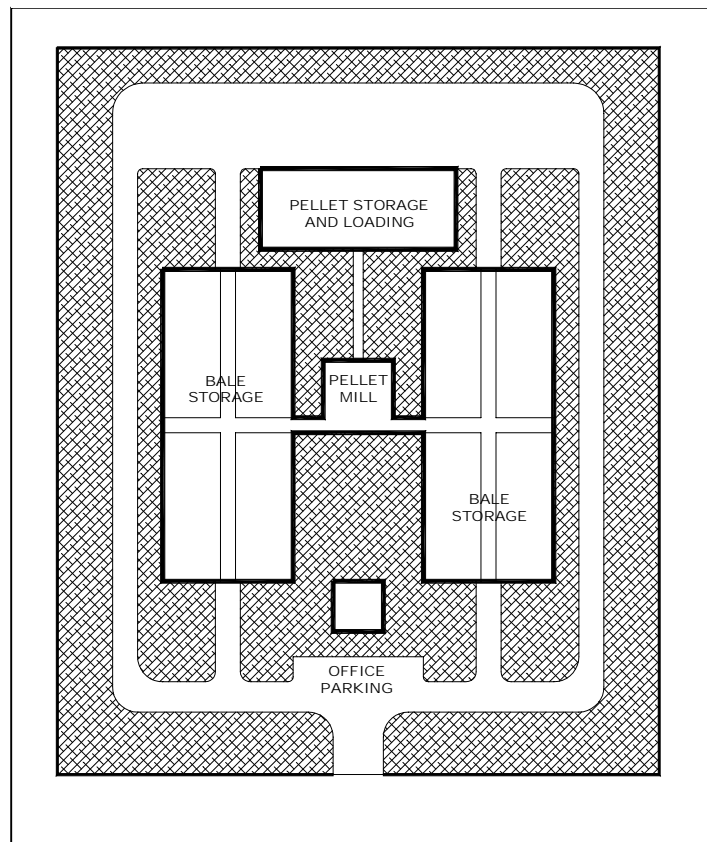 PELLET STORAGE
AND LOADING
PELLET
MILL
BALE
STORAGE
BALE
STORAGE
OFFICE
PARKING